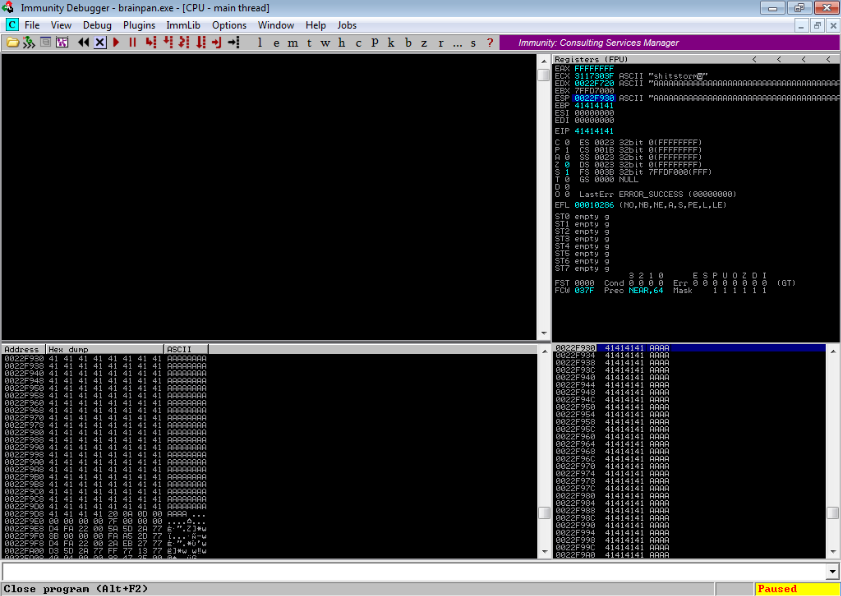 Immunity Debugger - brainpan.exe - [CPU - main thread]
C File View Debug Plugins ImmLib Options Window Help Jobs
l e m t w h c P k b z r ... s ? Immunity: Consulting Services Manager
Registers (FPU) < < < <
EAX FFFFFFFF
ECX 3117303F ASCII "shitstorm
EDX 0022F720 ASCII "AAAAAAAAAAAAAAAAAAAAAAAAAAAAAAAAAA
EBX 7FFD7000
ESP 0022F930 ASCII "AAAAAAAAAAAAAAAAAAAAAAAAAAAAAAAAAA
EBP 41414141
ESI 00000000
EDI 00000000
EIP 41414141
C 0 ES 0023 32bit 0(FFFFFFFF)
P 1 CS 001B 32bit 0(FFFFFFFF)
A 0 SS 0023 32bit 0(FFFFFFFF)
Z 0 DS 0023 32bit 0(FFFFFFFF)
S 1 FS 003B 32bit 7FFDF000(FFF)
T 0 GS 0000 NULL
D 0
O 0 LastErr ERROR_SUCCESS (00000000)
EFL 00010286 (NO,NB,NE,A,S,PE,L,LE)
ST0 empty g
ST1 empty g
ST2 empty g
ST3 empty g
ST4 empty g
ST5 empty g
ST6 empty g
ST7 empty g
3 2 1 0 E S P U O Z D I
FST 0000 Cond 0 0 0 0 Err 0 0 0 0 0 0 0 0 (GT)
FCW 037F Prec NEAR,64 Mask 1 1 1 1 1 1
Address Hex dump ASCII
0022F930 41 41 41 41 41 41 41 41 AAAAAAAA
0022F938 41 41 41 41 41 41 41 41 AAAAAAAA
0022F940 41 41 41 41 41 41 41 41 AAAAAAAA
0022F948 41 41 41 41 41 41 41 41 AAAAAAAA
0022F950 41 41 41 41 41 41 41 41 AAAAAAAA
0022F958 41 41 41 41 41 41 41 41 AAAAAAAA
0022F960 41 41 41 41 41 41 41 41 AAAAAAAA
0022F968 41 41 41 41 41 41 41 41 AAAAAAAA
0022F970 41 41 41 41 41 41 41 41 AAAAAAAA
0022F978 41 41 41 41 41 41 41 41 AAAAAAAA
0022F980 41 41 41 41 41 41 41 41 AAAAAAAA
0022F988 41 41 41 41 41 41 41 41 AAAAAAAA
0022F990 41 41 41 41 41 41 41 41 AAAAAAAA
0022F998 41 41 41 41 41 41 41 41 AAAAAAAA
0022F9A0 41 41 41 41 41 41 41 41 AAAAAAAA
0022F9A8 41 41 41 41 41 41 41 41 AAAAAAAA
0022F9B0 41 41 41 41 41 41 41 41 AAAAAAAA
0022F9B8 41 41 41 41 41 41 41 41 AAAAAAAA
0022F9C0 41 41 41 41 41 41 41 41 AAAAAAAA
0022F9C8 41 41 41 41 41 41 41 41 AAAAAAAA
0022F9D0 41 41 41 41 41 41 41 41 AAAAAAAA
0022F9D8 41 41 41 41 20 0A 0D 00 AAAA ...
0022F9E0 00 00 00 00 7F 00 00 00
0022F9E8 D4 FA 22 00 5A 5D 2A 77
0022F9F0 8B 00 00 00 FA A5 2D 77
0022F9F8 D4 FA 22 00 2A EB 27 77
0022FA00 D3 5D 2A 77 FF 77 13 77
0022F930 41414141 AAAA
0022F934 41414141 AAAA
0022F938 41414141 AAAA
0022F93C 41414141 AAAA
0022F940 41414141 AAAA
0022F944 41414141 AAAA
0022F948 41414141 AAAA
0022F94C 41414141 AAAA
0022F950 41414141 AAAA
0022F954 41414141 AAAA
0022F958 41414141 AAAA
0022F95C 41414141 AAAA
0022F960 41414141 AAAA
0022F964 41414141 AAAA
0022F968 41414141 AAAA
0022F96C 41414141 AAAA
0022F970 41414141 AAAA
0022F974 41414141 AAAA
0022F978 41414141 AAAA
0022F97C 41414141 AAAA
0022F980 41414141 AAAA
0022F984 41414141 AAAA
0022F988 41414141 AAAA
0022F98C 41414141 AAAA
0022F990 41414141 AAAA
0022F994 41414141 AAAA
0022F998 41414141 AAAA
0022F99C 41414141 AAAA
0022F9A0 41414141 AAAA
Close program (Alt+F2) Paused